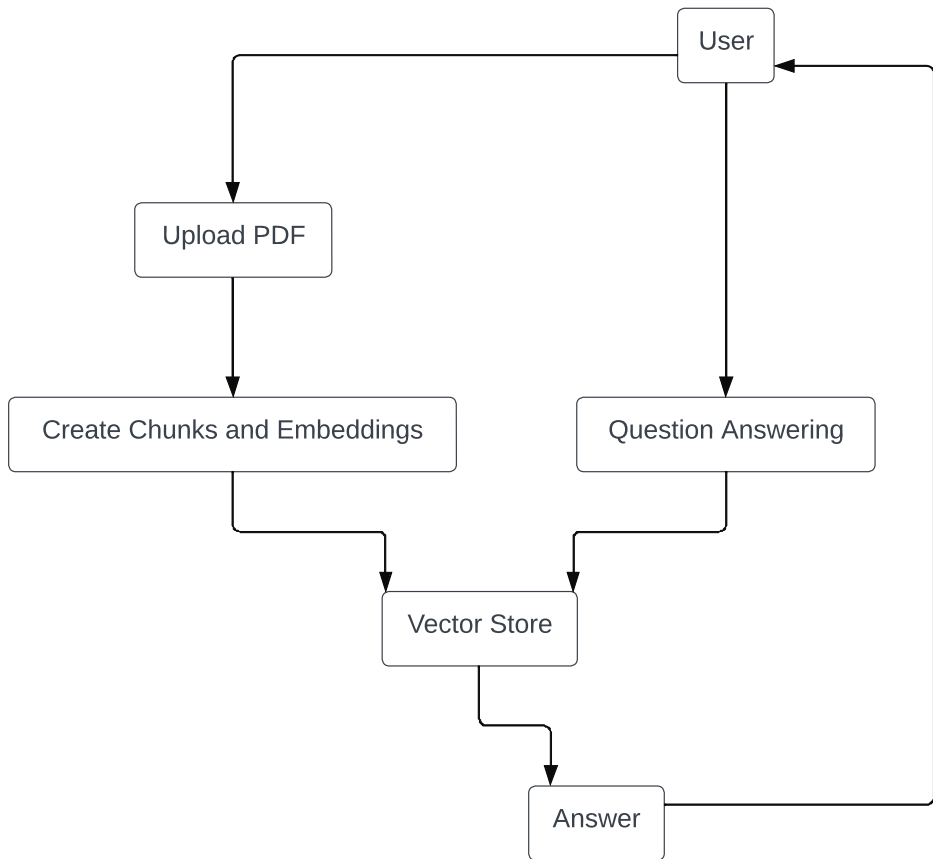 User
Upload PDF
Create Chunks and Embeddings
Question Answering
Vector Store
Answer